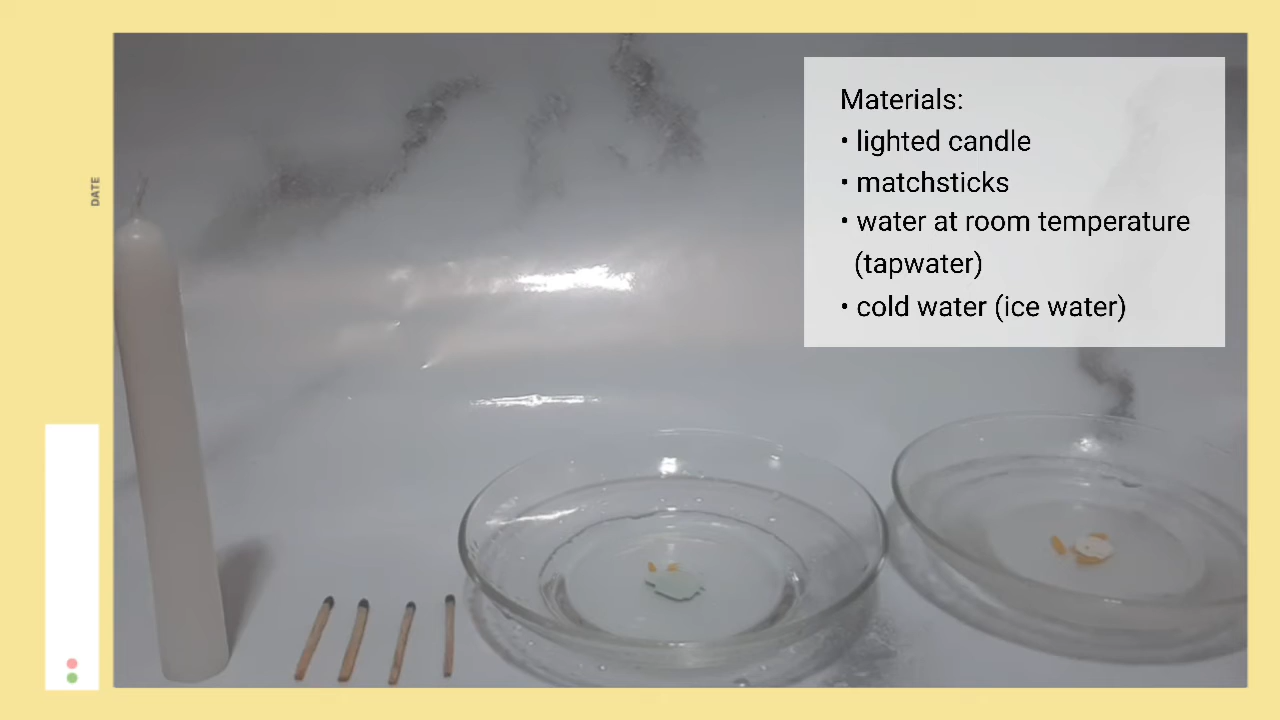 DATE
Materials:
• lighted candle
• matchsticks
• water at room temperature
(tapwater)
• cold water (ice water)